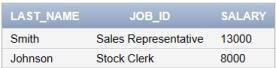 LAST_NAME JOB_ID SALARY
Smith Sales Representative 13000
Johnson Stock Clerk 8000